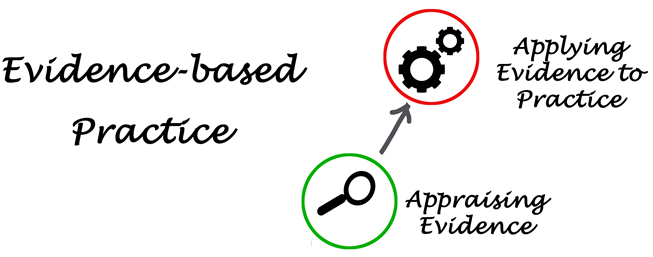 Evidence-based
Practice
Applying
Evidence to
Practice
Appraising
Evidence